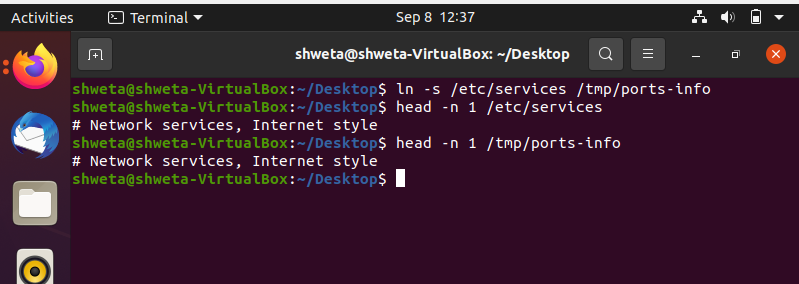 Activities Terminal Sep 8 12:37
shweta@shweta-VirtualBox: ~/Desktop
shweta@shweta-VirtualBox:~/Desktop$ ln -s /etc/services /tmp/ports-info
shweta@shweta-VirtualBox:~/Desktop$ head -n 1 /etc/services
# Network services, Internet style
shweta@shweta-VirtualBox:~/Desktop$ head -n 1 /tmp/ports-info
# Network services, Internet style
shweta@shweta-VirtualBox:~/Desktop$